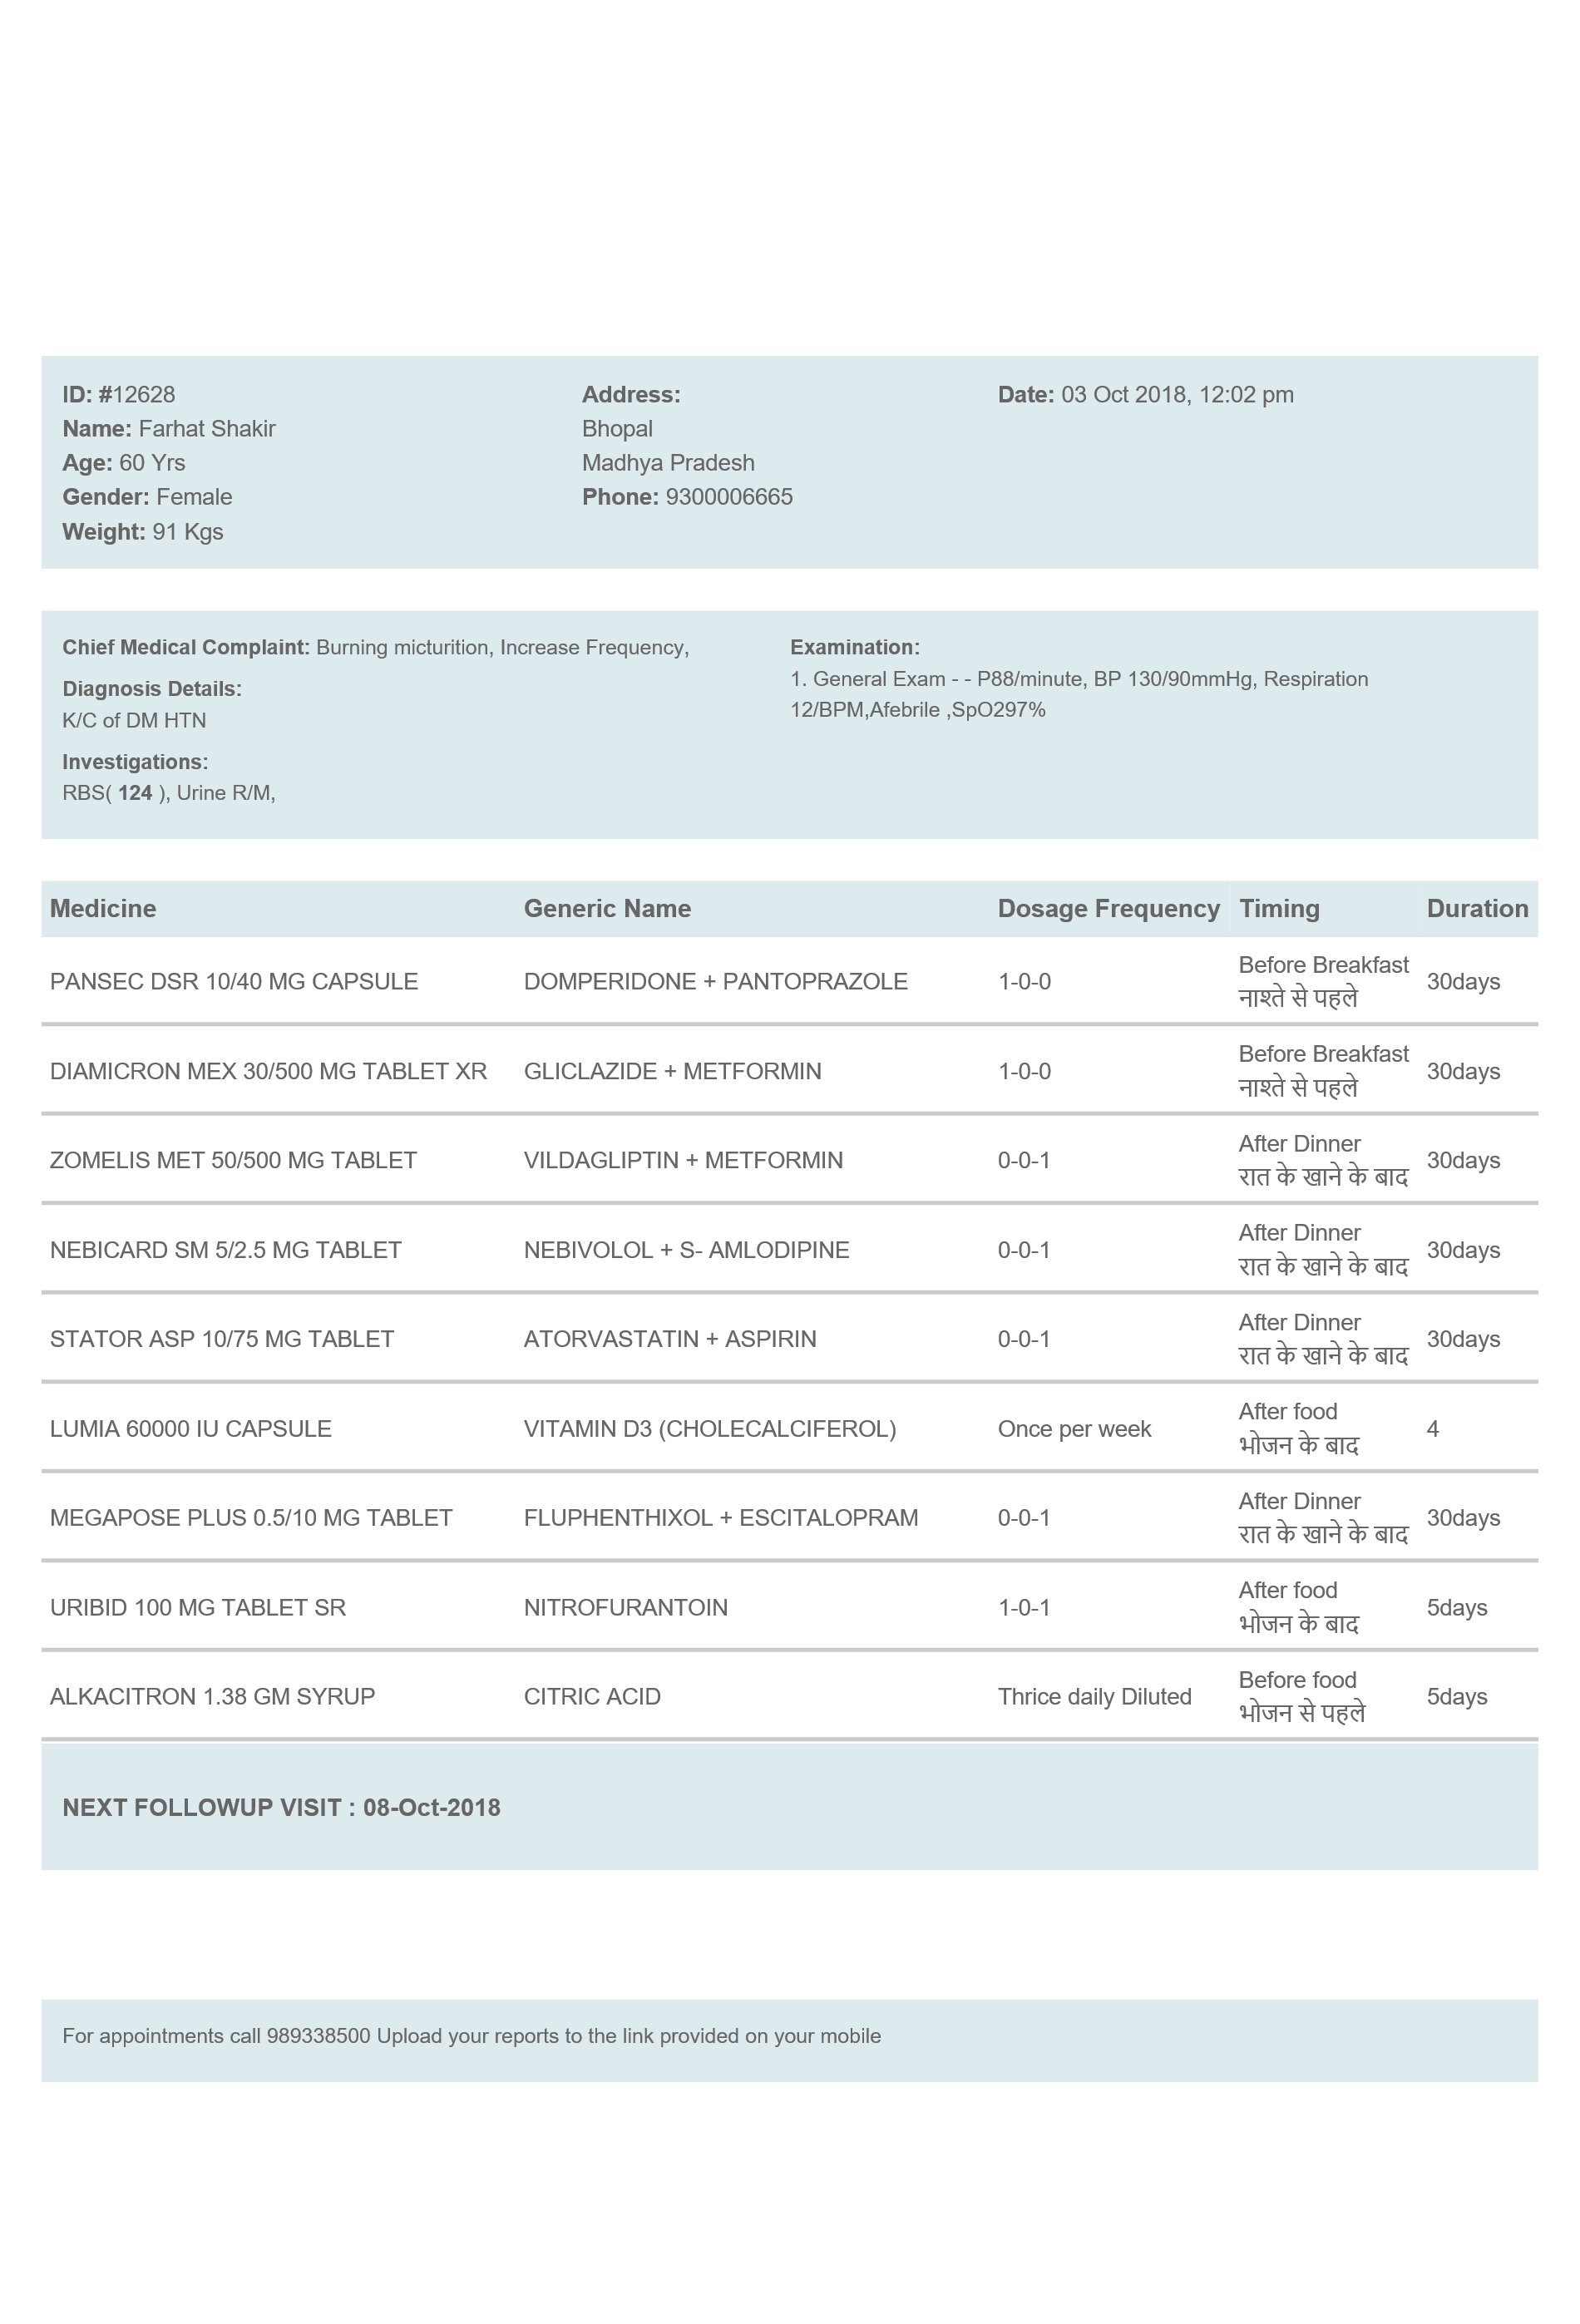 ID: #12628
Name: Farhat Shakir
Age: 60 Yrs
Gender: Female
Weight: 91 Kgs
Address:
Bhopal
Madhya Pradesh
Phone: 9300006665
Date: 03 Oct 2018, 12:02 pm
Chief Medical Complaint: Burning micturition, Increase Frequency,
Diagnosis Details:
K/C of DM HTN
Investigations:
RBS( 124 ), Urine R/M,
Examination:
1. General Exam - - P88/minute, BP 130/90mmHg, Respiration
12/BPM,Afebrile ,SpO297%
Medicine Generic Name Dosage Frequency Timing Duration
PANSEC DSR 10/40 MG CAPSULE DOMPERIDONE + PANTOPRAZOLE 1-0-0 Before Breakfast 30days
नाश्ते से पहले
DIAMICRON MEX 30/500 MG TABLET XR GLICLAZIDE + METFORMIN 1-0-0 Before Breakfast 30days
नाश्ते से पहले
ZOMELIS MET 50/500 MG TABLET VILDAGLIPTIN + METFORMIN 0-0-1 After Dinner 30days
रात के खाने के बाद
NEBICARD SM 5/2.5 MG TABLET NEBIVOLOL + S- AMLODIPINE 0-0-1 After Dinner 30days
रात के खाने के बाद
STATOR ASP 10/75 MG TABLET ATORVASTATIN + ASPIRIN 0-0-1 After Dinner 30days
रात के खाने के बाद
LUMIA 60000 IU CAPSULE VITAMIN D3 (CHOLECALCIFEROL) Once per week After food 4
भोजन के बाद
MEGAPOSE PLUS 0.5/10 MG TABLET FLUPHENTHIXOL + ESCITALOPRAM 0-0-1 After Dinner 30days
रात के खाने के बाद
URIBID 100 MG TABLET SR NITROFURANTOIN 1-0-1 After food 5days
भोजन के बाद
ALKACITRON 1.38 GM SYRUP CITRIC ACID Thrice daily Diluted Before food 5days
भोजन से पहले
NEXT FOLLOWUP VISIT : 08-Oct-2018
For appointments call 989338500 Upload your reports to the link provided on your mobile